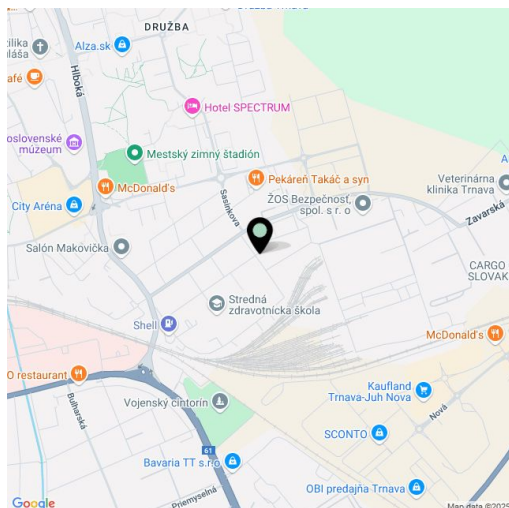 DRUŽBA
Alza.sk
Hlboká
Hotel SPECTRUM
Mestský zimný štadión
múzeum
McDonald's
Pekáreň Takáč a syn
ŽOS Bezpečnosť,
spol. s r. o
Veterinárna
klinika Trnava
City Aréna
Sasinkova
Zavarská
Salón Makovička
CARGO
SLOVAK
Stredná
zdravotnícka škola
Shell
McDonald's
O restaurant
Bulharská
Vojenský cintorín
Kaufland
Trnava-Juh Nova
Nová
SCONTO
61
Bavaria TT s.r.o
Priemyselná
OBI predajňa Trnava
Google
Map data ©2025